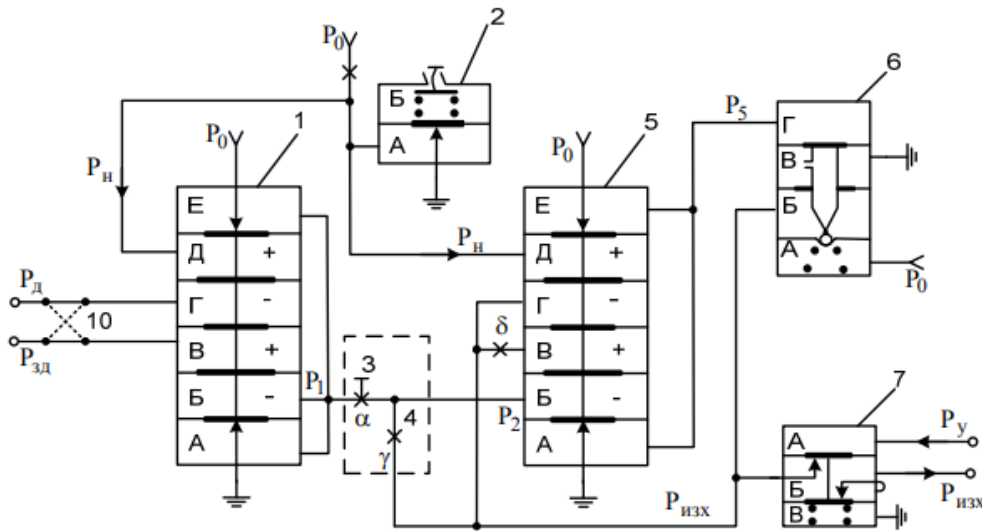 P₀
2
Б
А
P₀
1
Pн
Е
Д
+
Г
-
В
+
Б
-
А
Pд
10
Pзд
P₁
3
α
4
γ
P₀
5
Pн
Е
Д
+
Г
-
δ
В
+
Б
-
А
P₂
P₅
6
Г
В
Б
А
P₀
Pизх
7
А
Б
В
Pу
Pизх